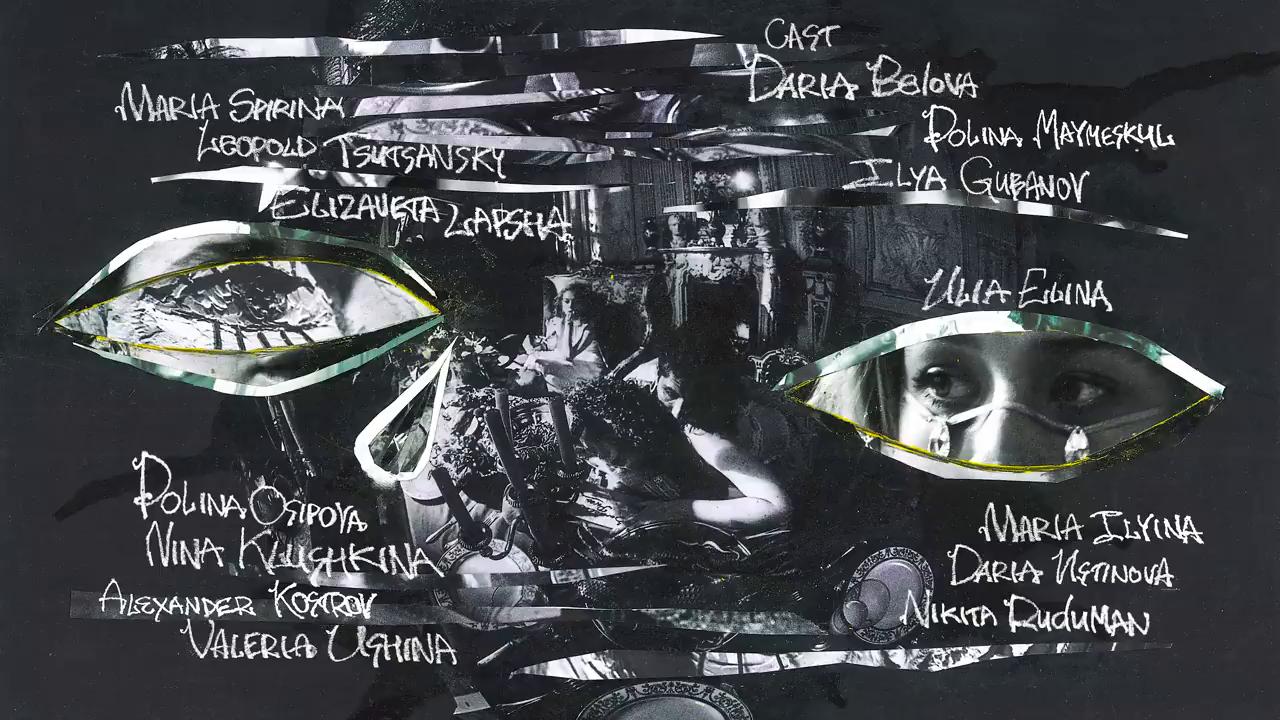 CAST
DARIA BELOVA
POLINA MAYMESKUL
ILYA GUBANOV
MARIA SPIRINA
LEOPOLD TSUTSANSKY
ELIZAVETA LAPSHA
ULIA ELINA
POLINA OSIPOVA
NINA KLUSHKINA
ALEXANDER KOSTROV
VALERIA USHINA
MARIA ILYINA
DARIA USTINOVA
NIKITA RUDUMAN